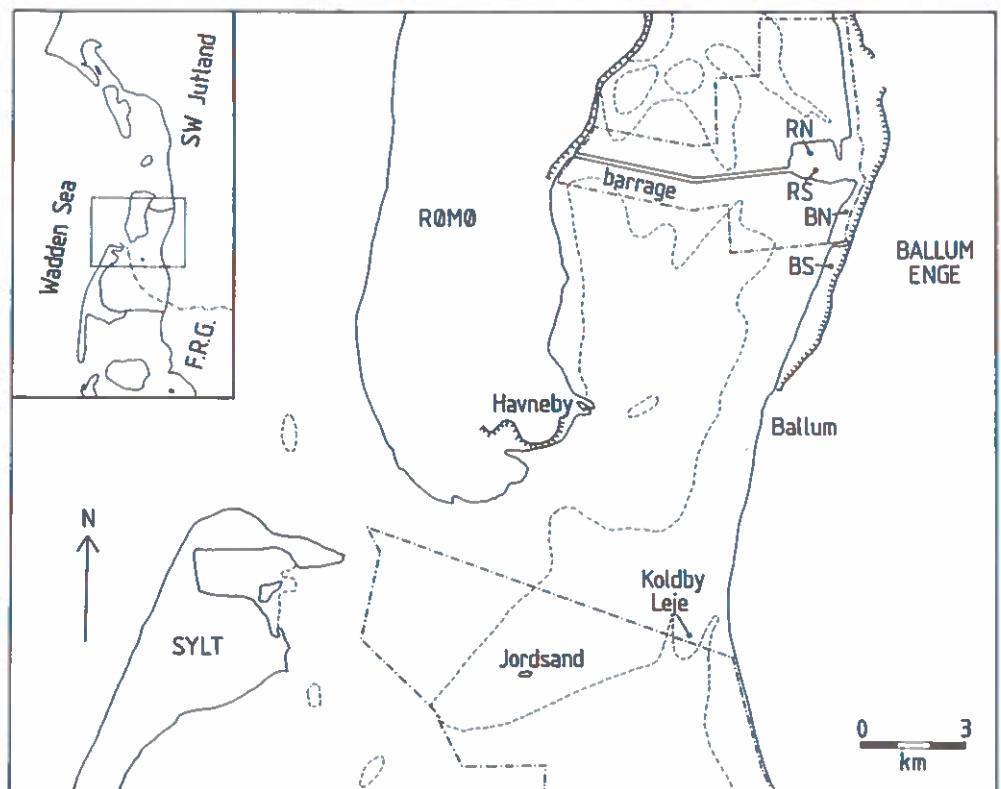 SW Jutland
Wadden Sea
F.R.G.
RØMØ
barrage
RN
RS
BN
BS
BALLUM
ENGE
Havneby
Ballum
N
SYLT
Koldby
Leje
Jordsand
0 3
km